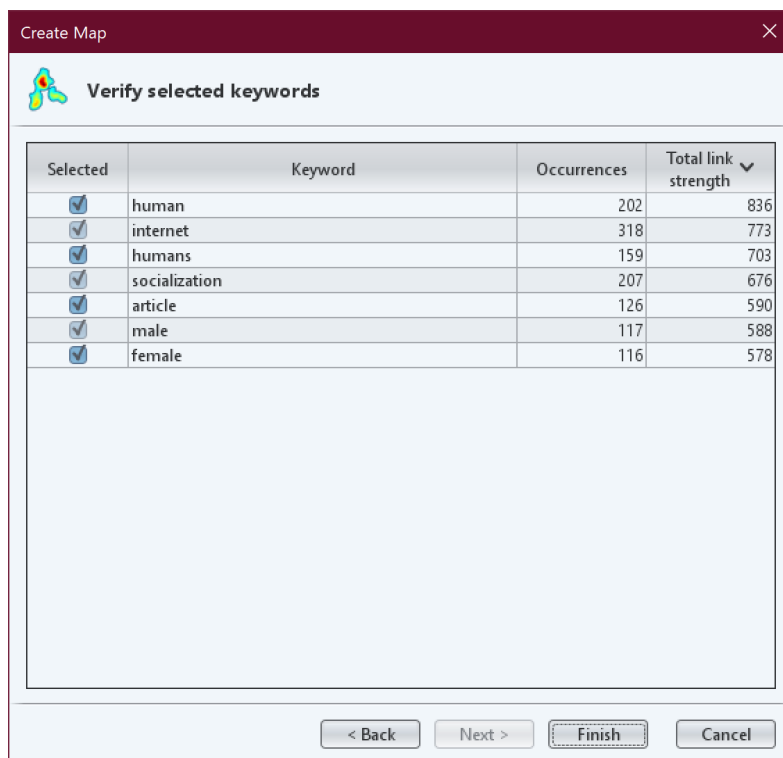 Create Map
Verify selected keywords
Selected Keyword Occurrences Total link
strength
human 202 836
internet 318 773
humans 159 703
socialization 207 676
article 126 590
male 117 588
female 116 578
< Back Next > Finish Cancel